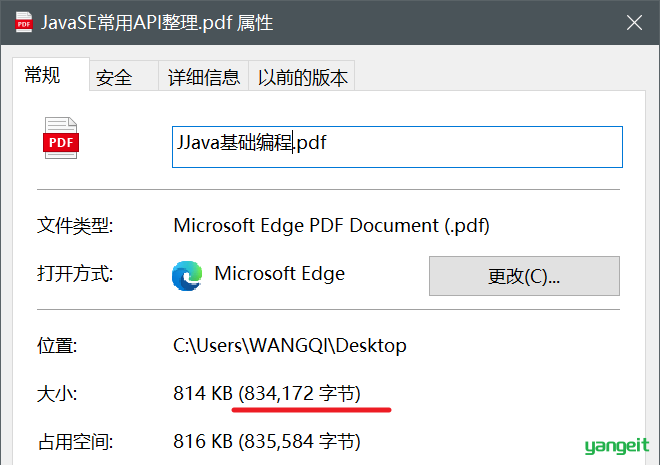 JavaSE常用API整理.pdf 属性
常规 安全 详细信息 以前的版本
PDF
JJava基础编程.pdf
文件类型: Microsoft Edge PDF Document (.pdf)
打开方式: Microsoft Edge 更改(C)...
位置: C:\Users\WANGQI\Desktop
大小: 814 KB (834,172 字节)
占用空间: 816 KB (835,584 字节)
yangeit